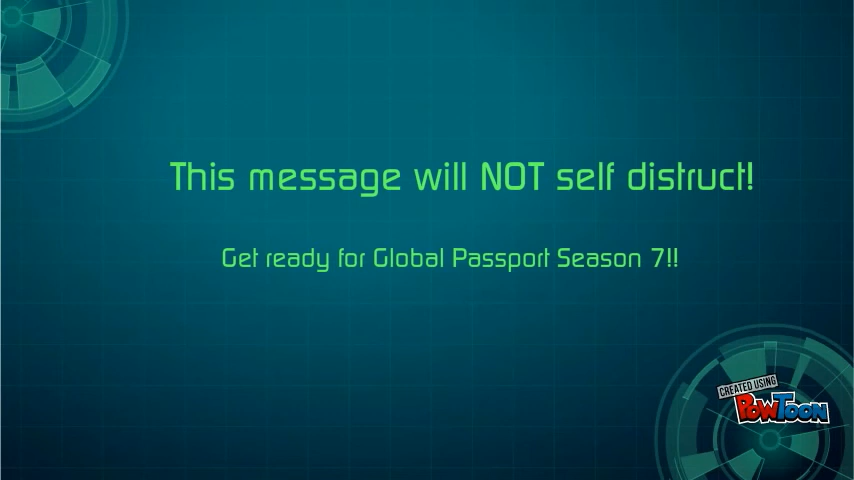 This message will NOT self distruct!
Get ready for Global Passport Season 7!!
CREATED USING
POWTOON